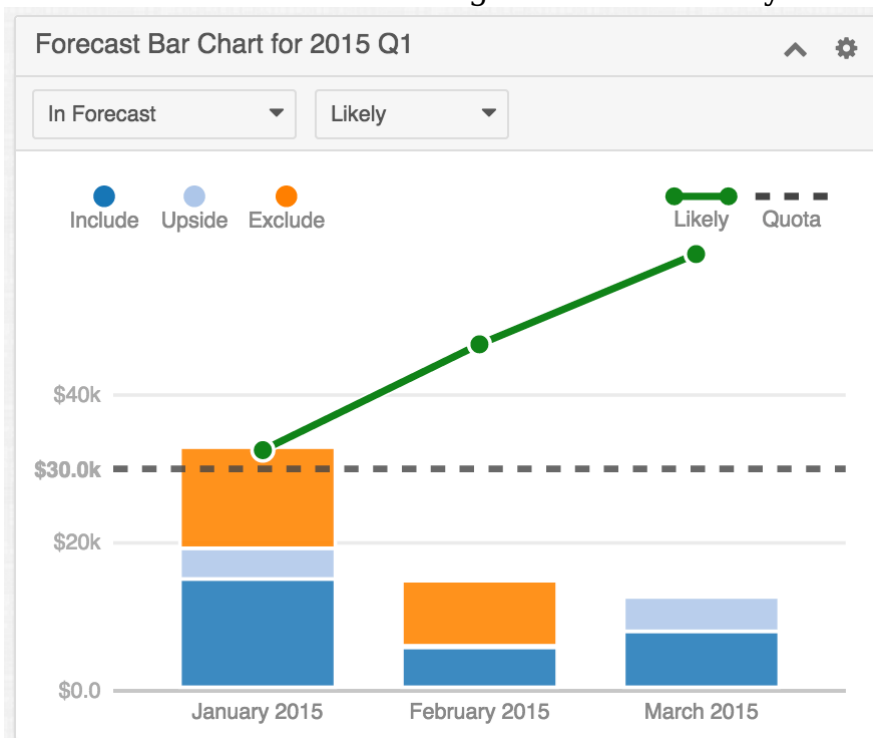 Forecast Bar Chart for 2015 Q1
In Forecast Likely
Include Upside Exclude Likely Quota
$40k
$30.0k
$20k
$0.0
January 2015 February 2015 March 2015